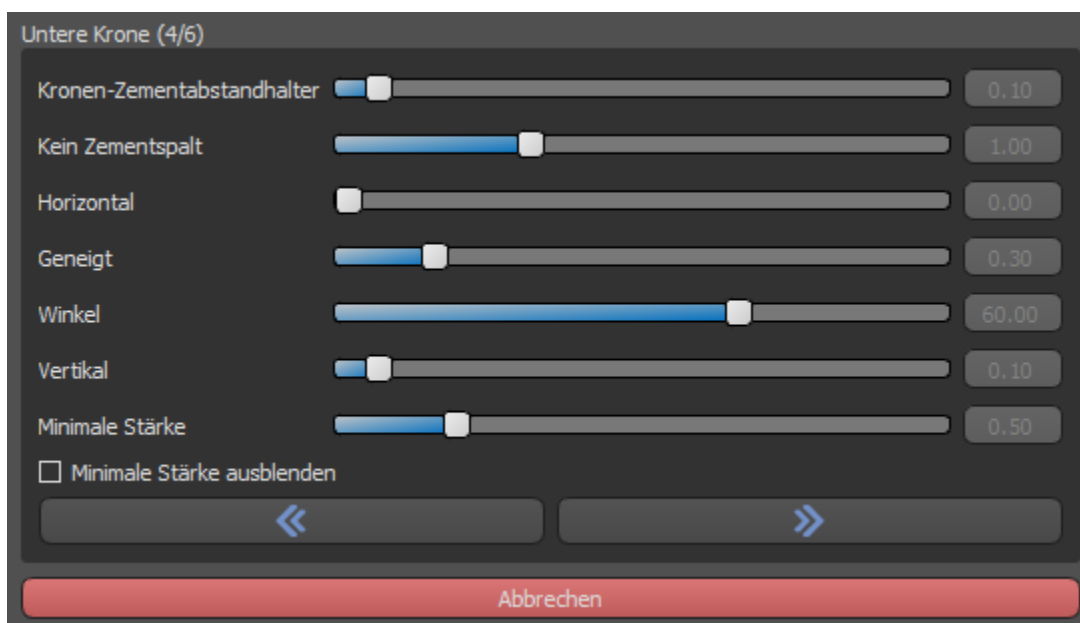 Untere Krone (4/6)
Kronen-Zementabstandhalter 0.10
Kein Zementspalt 1.00
Horizontal 0.00
Geneigt 0.30
Winkel 60.00
Vertikal 0.10
Minimale Stärke 0.50
Minimale Stärke ausblenden
Abbrechen